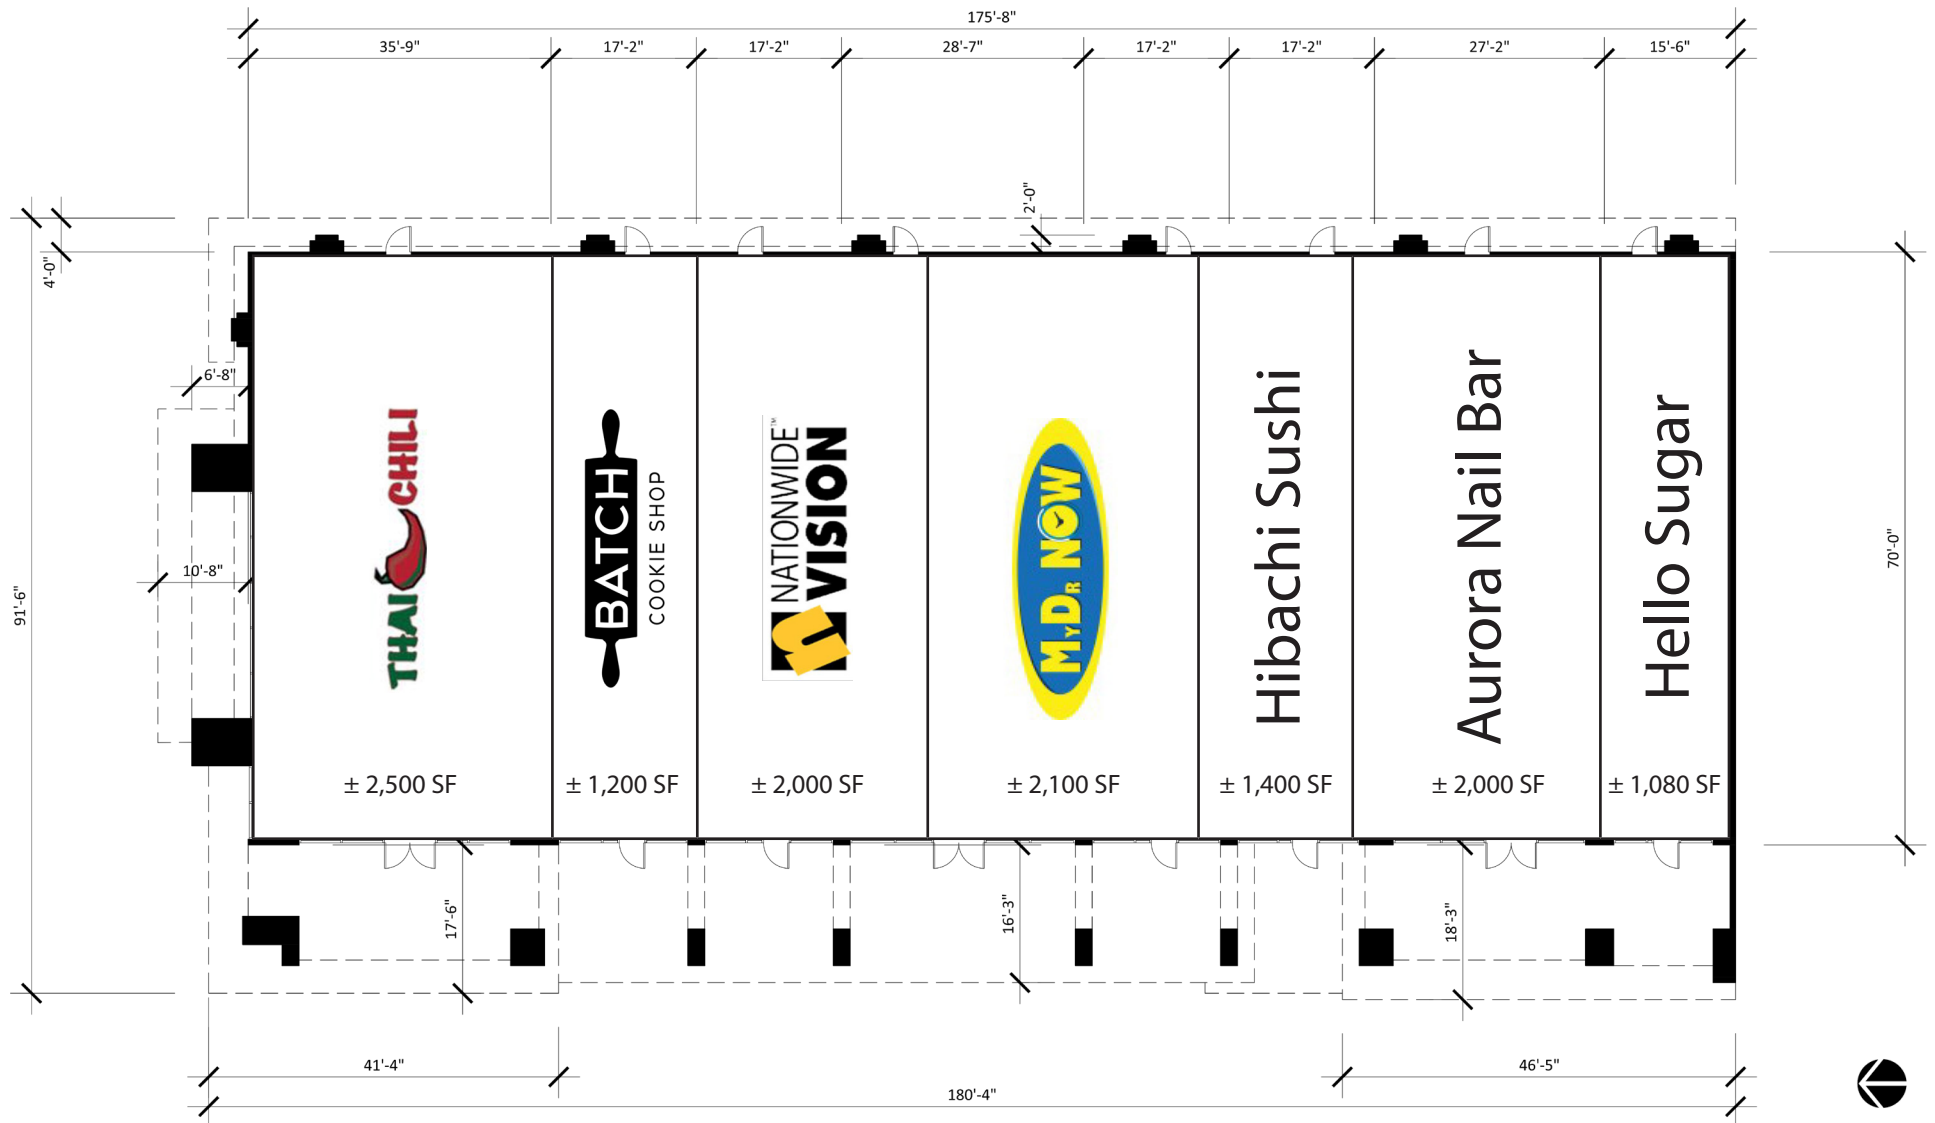 175'-8"
35'-9"
17'-2"
17'-2"
28'-7"
17'-2"
17'-2"
27'-2"
15'-6"
2'-0"
4'-0"
91'-6"
6'-8"
10'-8"
70'-0"
THAI CHILI
± 2,500 SF
BATCH
COOKIE SHOP
± 1,200 SF
n NATIONWIDE™
VISION
± 2,000 SF
MyDr NOW
± 2,100 SF
Hibachi Sushi
± 1,400 SF
Aurora Nail Bar
± 2,000 SF
Hello Sugar
± 1,080 SF
17'-6"
16'-3"
18'-3"
41'-4"
46'-5"
180'-4"